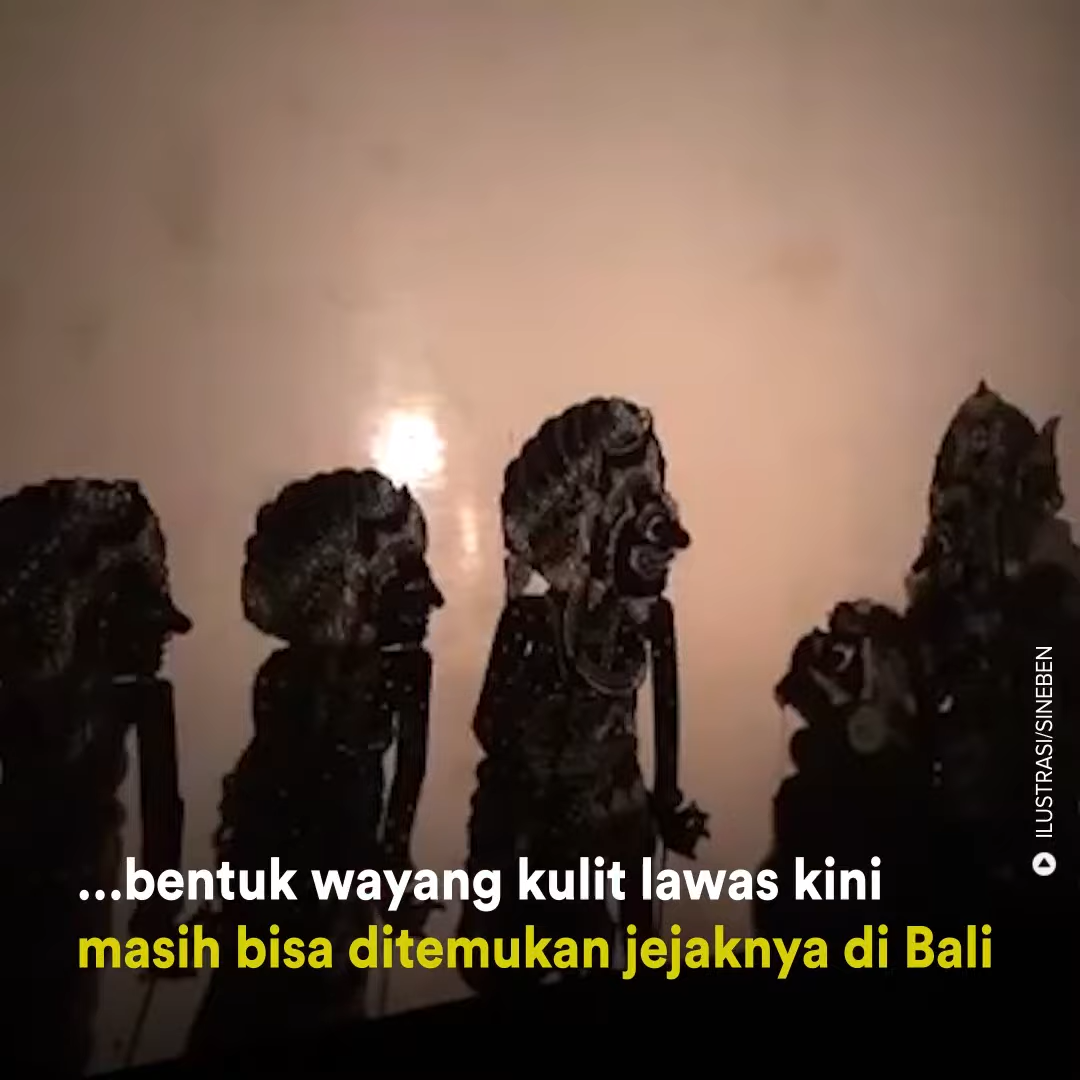 ...bentuk wayang kulit lawas kini
masih bisa ditemukan jejaknya di Bali
ILUSTRASI/SINEBEN